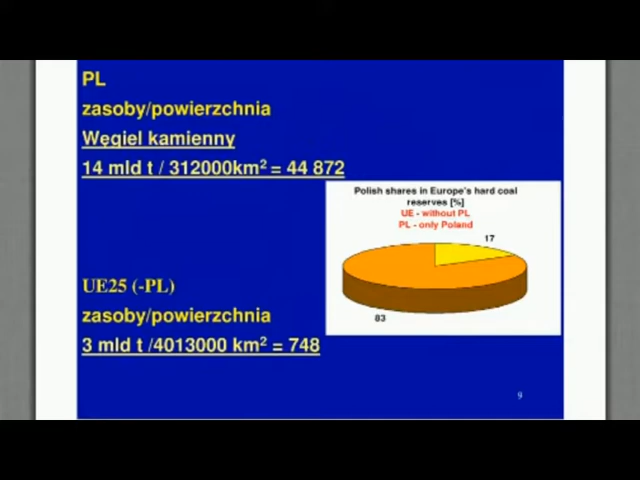 PL
zasoby/powierzchnia
Węgiel kamienny
14 mld t / 312000km² = 44 872
Polish shares in Europe's hard coal
reserves [%]
UE - without PL
PL - only Poland
17
83
UE25 (-PL)
zasoby/powierzchnia
3 mld t /4013000 km² = 748
9